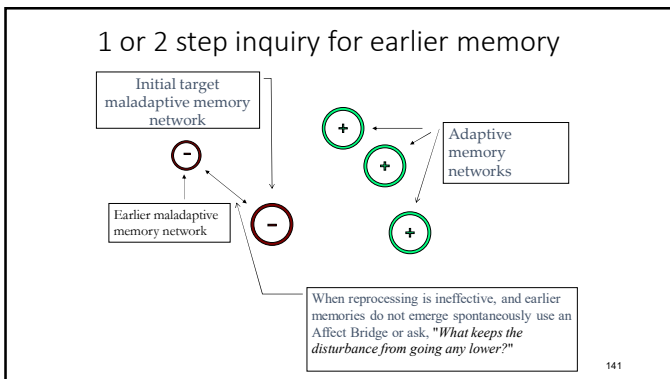 1 or 2 step inquiry for earlier memory
Initial target
maladaptive memory
network
+
+
Adaptive
memory
networks
-
Earlier maladaptive
memory network
-
+
When reprocessing is ineffective, and earlier
memories do not emerge spontaneously use an
Affect Bridge or ask, "What keeps the
disturbance from going any lower?"
141